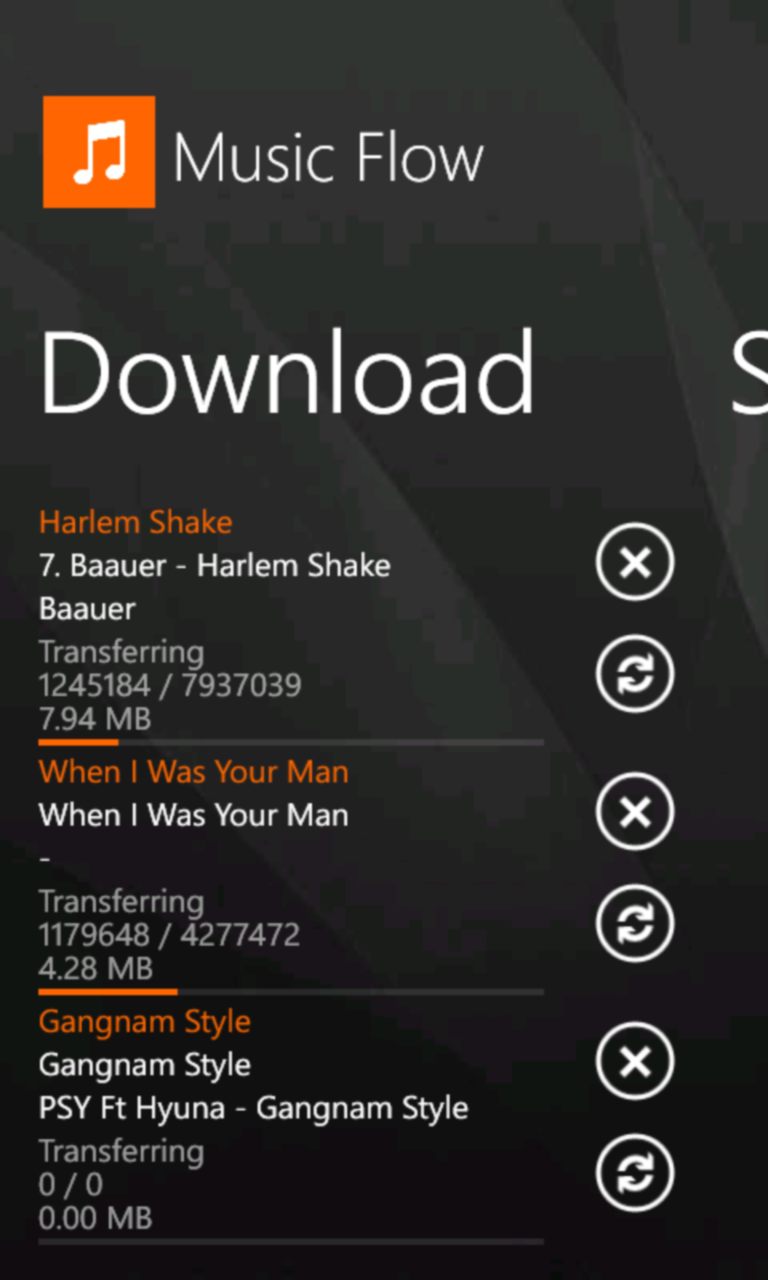 Music Flow
Download
S
Harlem Shake
7. Baauer - Harlem Shake
Baauer
Transferring
1245184 / 7937039
7.94 MB
When I Was Your Man
When I Was Your Man
-
Transferring
1179648 / 4277472
4.28 MB
Gangnam Style
Gangnam Style
PSY Ft Hyuna - Gangnam Style
Transferring
0 / 0
0.00 MB